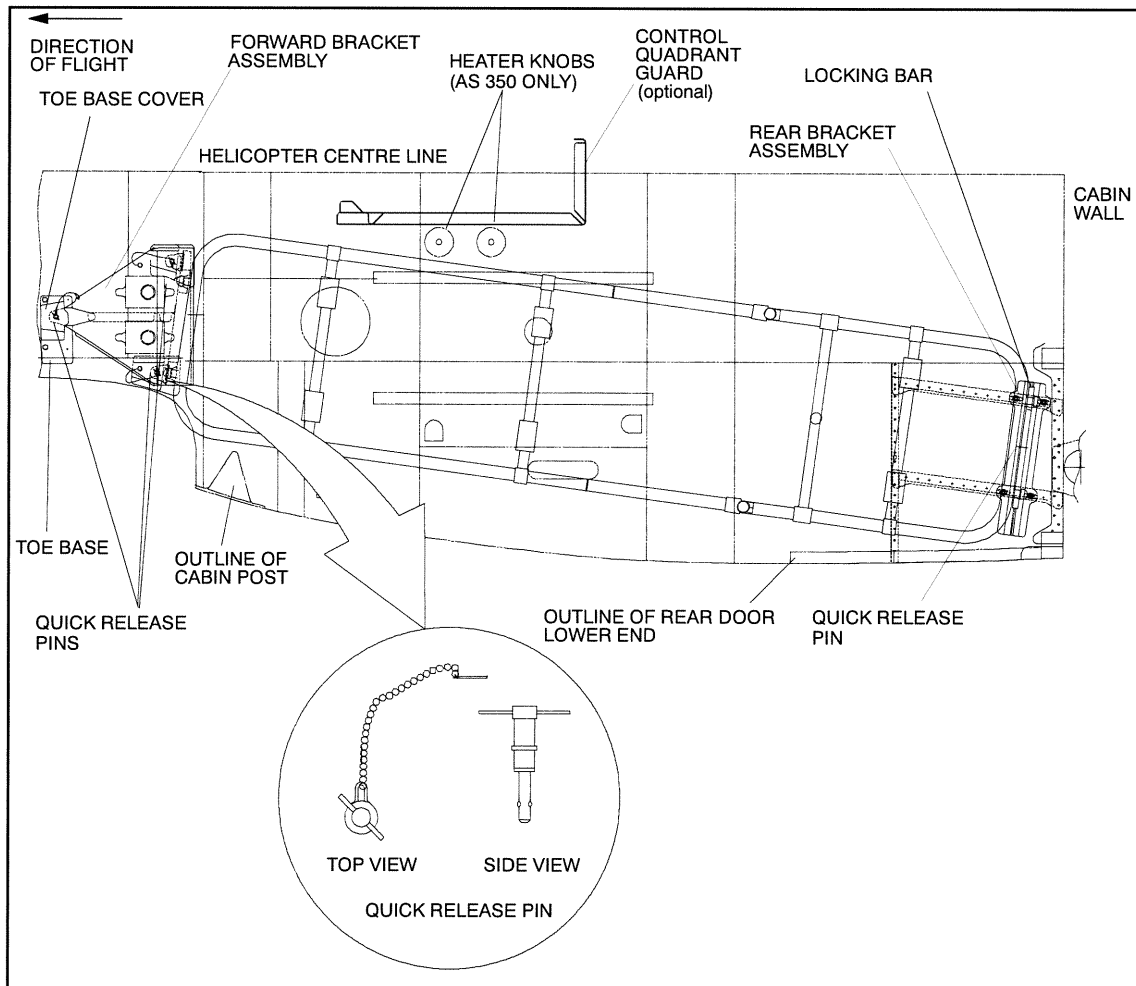 DIRECTION
OF FLIGHT
FORWARD BRACKET
ASSEMBLY
TOE BASE COVER
HEATER KNOBS
(AS 350 ONLY)
CONTROL
QUADRANT
GUARD
(optional)
LOCKING BAR
REAR BRACKET
ASSEMBLY
HELICOPTER CENTRE LINE
CABIN
WALL
TOE BASE
OUTLINE OF
CABIN POST
QUICK RELEASE
PINS
OUTLINE OF REAR DOOR
LOWER END
QUICK RELEASE
PIN
TOP VIEW
SIDE VIEW
QUICK RELEASE PIN